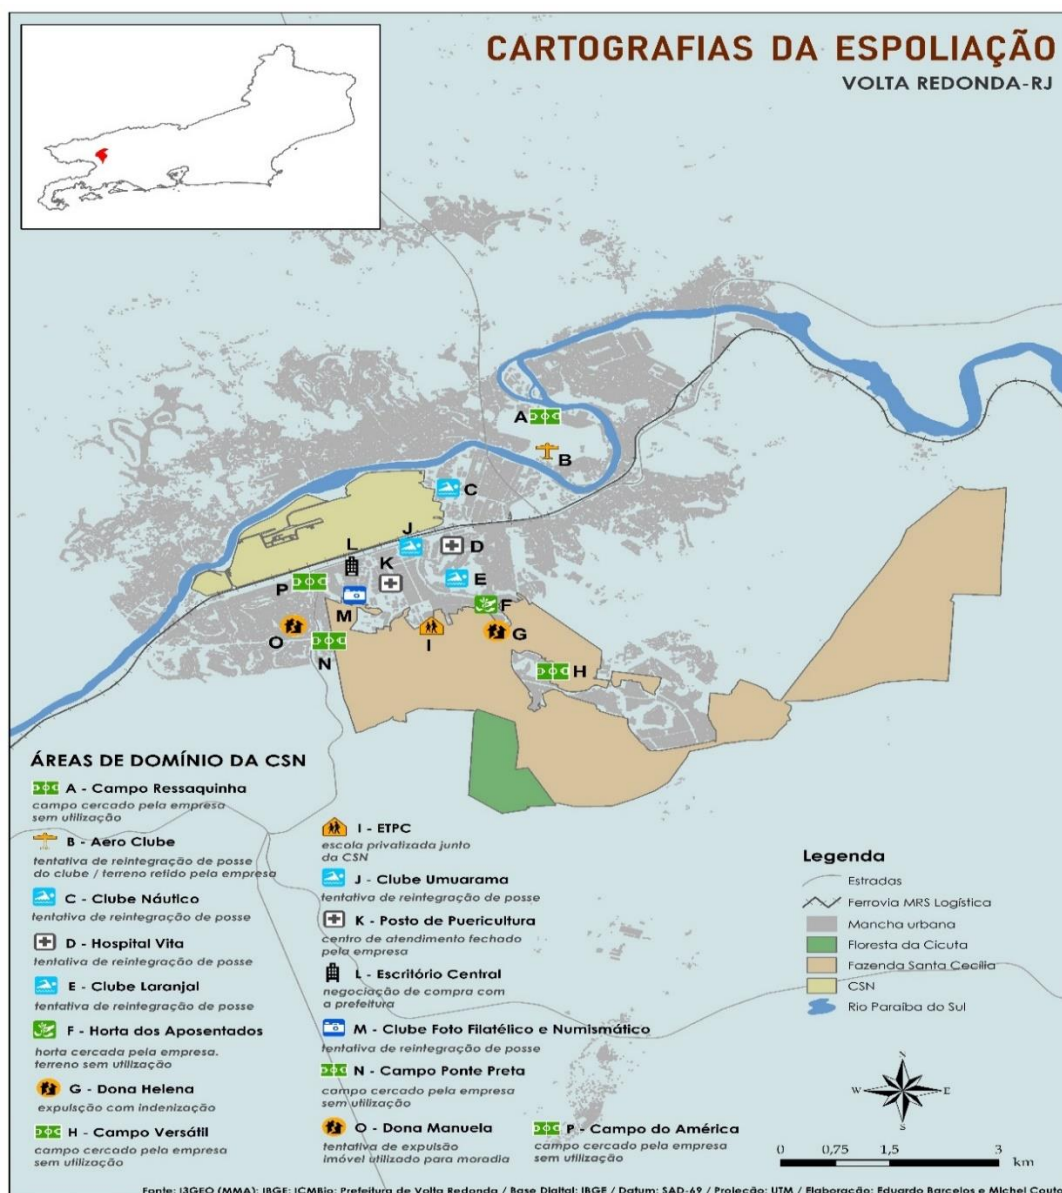 CARTOGRAFIAS DA ESPOLIAÇÃO
VOLTA REDONDA-RJ
A
B
C
J
D
L
K
E
P
F
M
O
G
I
N
H
ÁREAS DE DOMÍNIO DA CSN
A - Campo Ressaquinha
campo cercado pela empresa
sem utilização
B - Aero Clube
tentativa de reintegração de posse
do clube / terreno retido pela empresa
C - Clube Náutico
tentativa de reintegração de posse
D - Hospital Vita
tentativa de reintegração de posse
E - Clube Laranjal
tentativa de reintegração de posse
F - Horta dos Aposentados
horta cercada pela empresa.
terreno sem utilização
G - Dona Helena
expulsção com indenização
H - Campo Versátil
campo cercado pela empresa
sem utilização
I - ETPC
escola privatizada junto
da CSN
J - Clube Umuarama
tentativa de reintegração de posse
K - Posto de Puericultura
centro de atendimento fechado
pela empresa
L - Escritório Central
negociação de compra com
a prefeitura
M - Clube Foto Filatélico e Numismático
tentativa de reintegração de posse
N - Campo Ponte Preta
campo cercado pela empresa
sem utilização
O - Dona Manuela
tentativa de expulsão
imóvel utilizado para moradia
P - Campo do América
campo cercado pela empresa
sem utilização
Legenda
Estradas
Ferrovia MRS Logística
Mancha urbana
Floresta da Cicuta
Fazenda Santa Cecília
CSN
Rio Paraíba do Sul
N
W E
S
0 0,75 1,5 3
km
Fonte: I3GEO (MMA); IBGE; ICMBio; Prefeitura de Volta Redonda / Base Digital: IBGE / Datum: SAD-69 / Projeção: UTM / Elaboração: Eduardo Barcelos e Michel